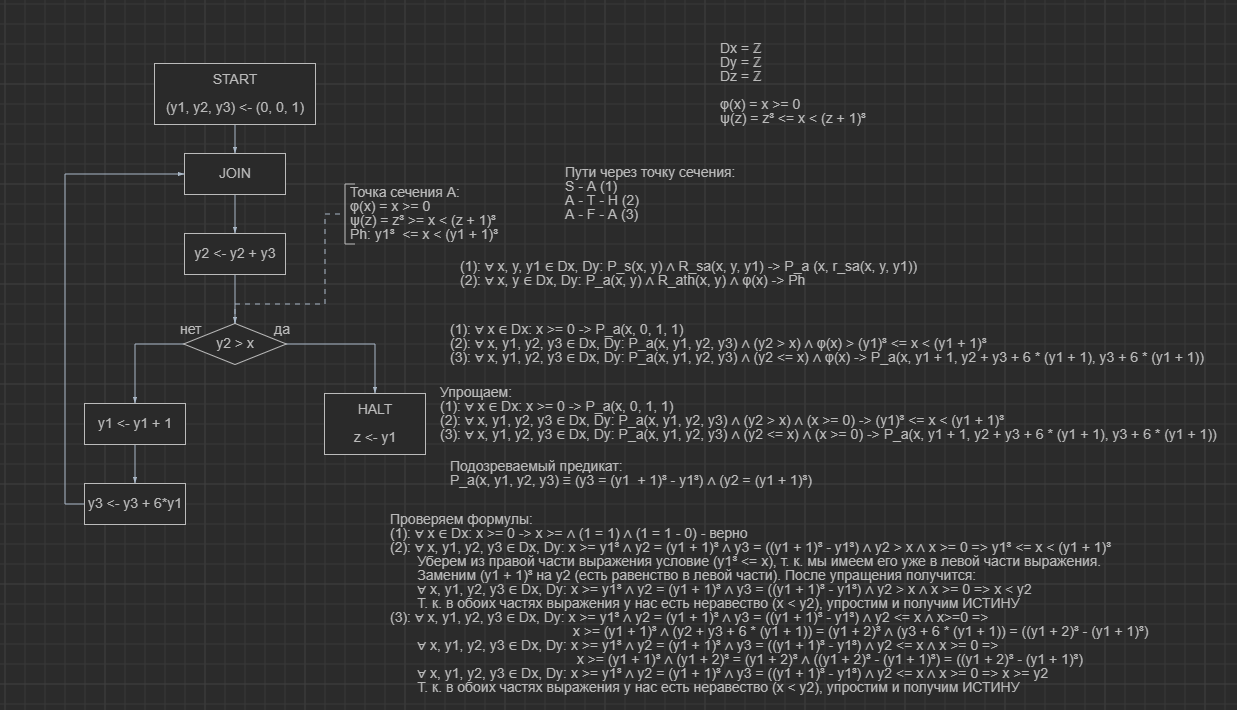 START
(y1, y2, y3) <- (0, 0, 1)
JOIN
y2 <- y2 + y3
нет
да
y2 > x
y1 <- y1 + 1
y3 <- y3 + 6*y1
HALT
z <- y1
Точка сечения A:
φ(x) = x >= 0
ψ(z) = z³ >= x < (z + 1)³
Ph: y1³ <= x < (y1 + 1)³
Dx = ℤ
Dy = ℤ
Dz = ℤ
φ(x) = x >= 0
ψ(z) = z³ <= x < (z + 1)³
Пути через точку сечения:
S - A (1)
A - T - H (2)
A - F - A (3)
(1): ∀ x, y, y1 ∈ Dx, Dy: P_s(x, y) ∧ R_sa(x, y, y1) -> P_a (x, r_sa(x, y, y1))
(2): ∀ x, y ∈ Dx, Dy: P_a(x, y) ∧ R_ath(x, y) ∧ φ(x) -> Ph
(1): ∀ x ∈ Dx: x >= 0 -> P_a(x, 0, 1, 1)
(2): ∀ x, y1, y2, y3 ∈ Dx, Dy: P_a(x, y1, y2, y3) ∧ (y2 > x) ∧ φ(x) > (y1)³ <= x < (y1 + 1)³
(3): ∀ x, y1, y2, y3 ∈ Dx, Dy: P_a(x, y1, y2, y3) ∧ (y2 <= x) ∧ φ(x) -> P_a(x, y1 + 1, y2 + y3 + 6 * (y1 + 1), y3 + 6 * (y1 + 1))
Упрощаем:
(1): ∀ x ∈ Dx: x >= 0 -> P_a(x, 0, 1, 1)
(2): ∀ x, y1, y2, y3 ∈ Dx, Dy: P_a(x, y1, y2, y3) ∧ (y2 > x) ∧ (x >= 0) -> (y1)³ <= x < (y1 + 1)³
(3): ∀ x, y1, y2, y3 ∈ Dx, Dy: P_a(x, y1, y2, y3) ∧ (y2 <= x) ∧ (x >= 0) -> P_a(x, y1 + 1, y2 + y3 + 6 * (y1 + 1), y3 + 6 * (y1 + 1))
Подозреваемый предикат:
P_a(x, y1, y2, y3) ≡ (y3 = (y1 + 1)³ - y1³) ∧ (y2 = (y1 + 1)³)
Проверяем формулы:
(1): ∀ x ∈ Dx: x >= 0 -> x >= ∧ (1 = 1) ∧ (1 = 1 - 0) - верно
(2): ∀ x, y1, y2, y3 ∈ Dx, Dy: x >= y1³ ∧ y2 = (y1 + 1)³ ∧ y3 = ((y1 + 1)³ - y1³) ∧ y2 > x ∧ x >= 0 => y1³ <= x < (y1 + 1)³
Уберем из правой части выражения условие (y1³ <= x), т. к. мы имеем его уже в левой части выражения.
Заменим (y1 + 1)³ на y2 (есть равенство в левой части). После упращения получится:
∀ x, y1, y2, y3 ∈ Dx, Dy: x >= y1³ ∧ y2 = (y1 + 1)³ ∧ y3 = ((y1 + 1)³ - y1³) ∧ y2 > x ∧ x >= 0 => x < y2
Т. к. в обоих частях выражения у нас есть неравество (x < y2), упростим и получим ИСТИНУ
(3): ∀ x, y1, y2, y3 ∈ Dx, Dy: x >= y1³ ∧ y2 = (y1 + 1)³ ∧ y3 = ((y1 + 1)³ - y1³) ∧ y2 <= x ∧ x>=0 =>
x >= (y1 + 1)³ ∧ (y2 + y3 + 6 * (y1 + 1)) = (y1 + 2)³ ∧ (y3 + 6 * (y1 + 1)) = ((y1 + 2)³ - (y1 + 1)³)
∀ x, y1, y2, y3 ∈ Dx, Dy: x >= y1³ ∧ y2 = (y1 + 1)³ ∧ y3 = ((y1 + 1)³ - y1³) ∧ y2 <= x ∧ x >= 0 =>
x >= (y1 + 1)³ ∧ (y1 + 2)³ = (y1 + 2)³ ∧ ((y1 + 2)³ - (y1 + 1)³) = ((y1 + 2)³ - (y1 + 1)³)
∀ x, y1, y2, y3 ∈ Dx, Dy: x >= y1³ ∧ y2 = (y1 + 1)³ ∧ y3 = ((y1 + 1)³ - y1³) ∧ y2 <= x ∧ x >= 0 => x >= y2
Т. к. в обоих частях выражения у нас есть неравество (x < y2), упростим и получим ИСТИНУ